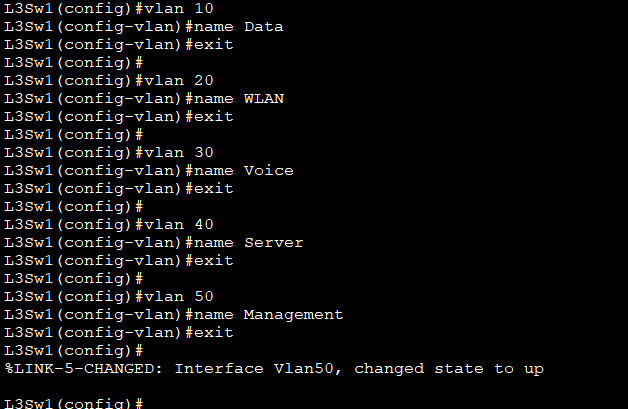 L3Sw1(config)#vlan 10
L3Sw1(config-vlan)#name Data
L3Sw1(config-vlan)#exit
L3Sw1(config)#
L3Sw1(config)#vlan 20
L3Sw1(config-vlan)#name WLAN
L3Sw1(config-vlan)#exit
L3Sw1(config)#
L3Sw1(config)#vlan 30
L3Sw1(config-vlan)#name Voice
L3Sw1(config-vlan)#exit
L3Sw1(config)#
L3Sw1(config)#vlan 40
L3Sw1(config-vlan)#name Server
L3Sw1(config-vlan)#exit
L3Sw1(config)#
L3Sw1(config)#vlan 50
L3Sw1(config-vlan)#name Management
L3Sw1(config-vlan)#exit
L3Sw1(config)#
%LINK-5-CHANGED: Interface Vlan50, changed state to up
L3Sw1(config)#